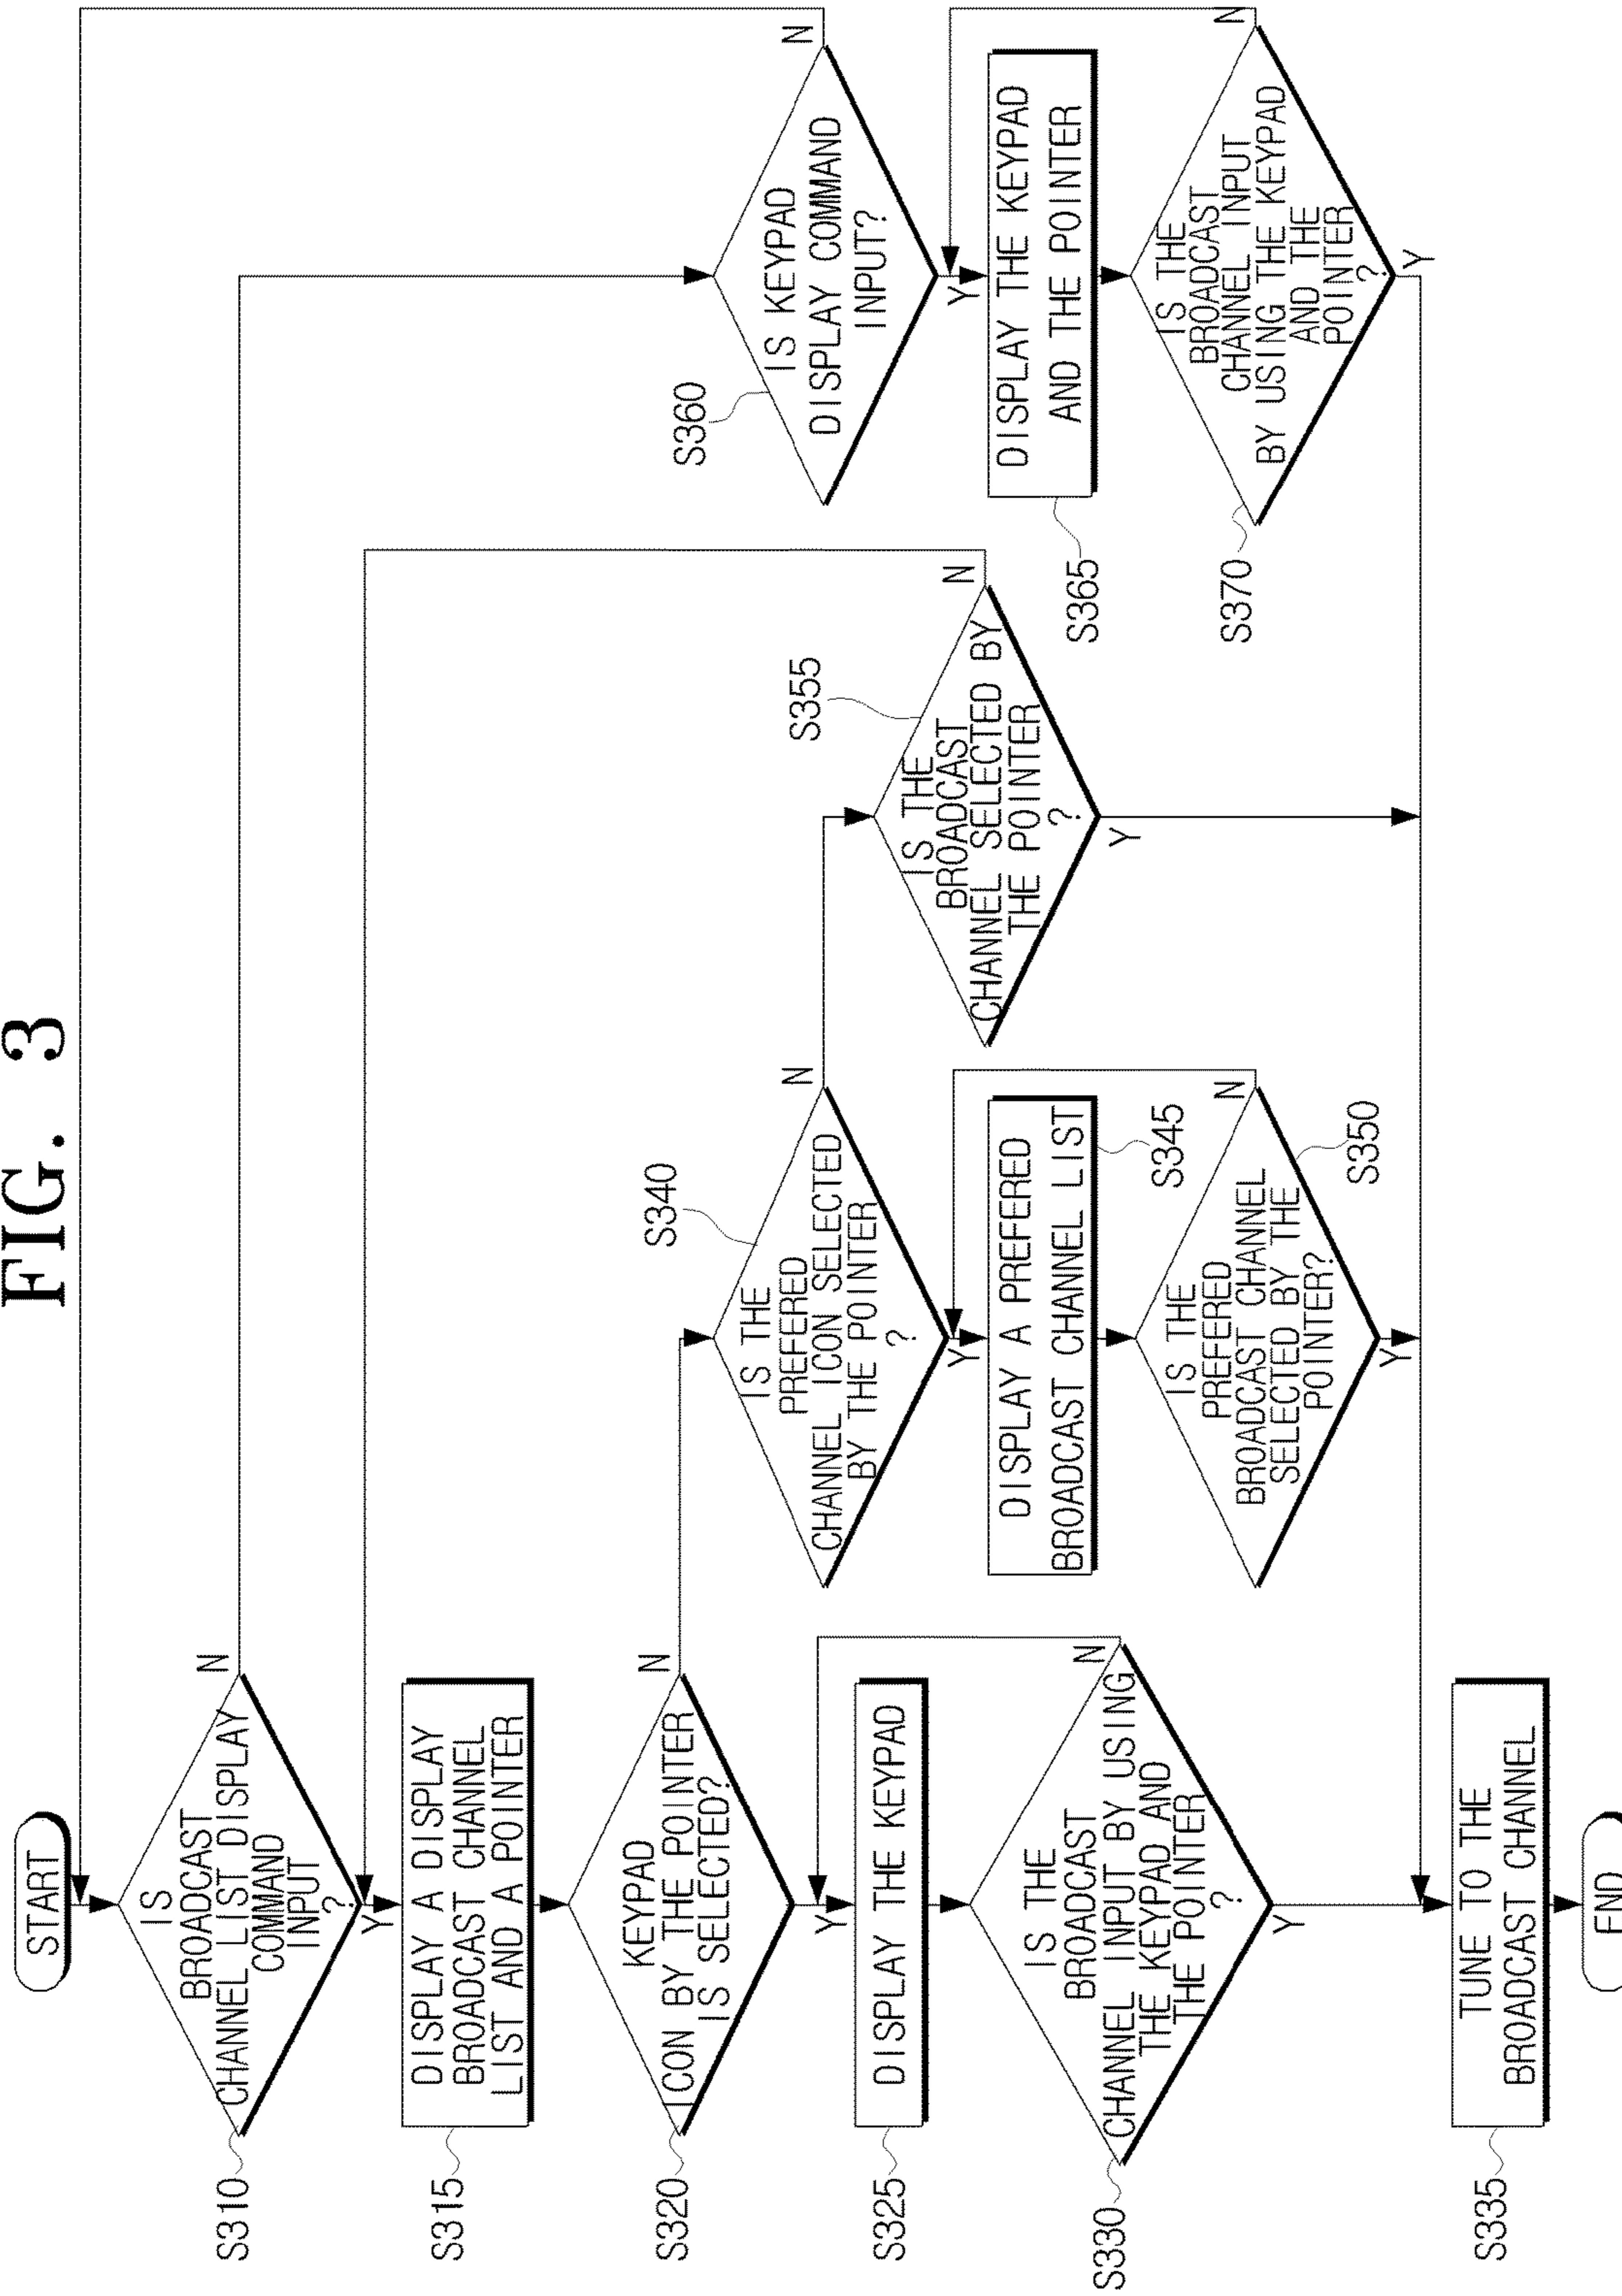 FIG. 3
START
IS
BROADCAST
CHANNEL LIST DISPLAY
COMMAND
INPUT
?
S310
N
Y
DISPLAY A DISPLAY
BROADCAST CHANNEL
LIST AND A POINTER
S315
KEYPAD
ICON BY THE POINTER
IS SELECTED?
S320
N
Y
DISPLAY THE KEYPAD
S325
IS THE
BROADCAST
CHANNEL INPUT BY USING
THE KEYPAD AND
THE POINTER
?
S330
N
Y
TUNE TO THE
BROADCAST CHANNEL
S335
END
IS THE
PREFERRED
CHANNEL ICON SELECTED
BY THE POINTER
?
S340
N
Y
DISPLAY A PREFERRED
BROADCAST CHANNEL LIST
S345
IS THE
PREFERRED
BROADCAST CHANNEL
SELECTED BY THE
POINTER?
S350
N
Y
IS THE
BROADCAST
CHANNEL SELECTED BY
THE POINTER
?
S355
N
Y
IS KEYPAD
DISPLAY COMMAND
INPUT?
S360
N
Y
DISPLAY THE KEYPAD
AND THE POINTER
S365
IS THE
BROADCAST
CHANNEL INPUT
BY USING THE KEYPAD
AND THE
POINTER
?
S370
N
Y